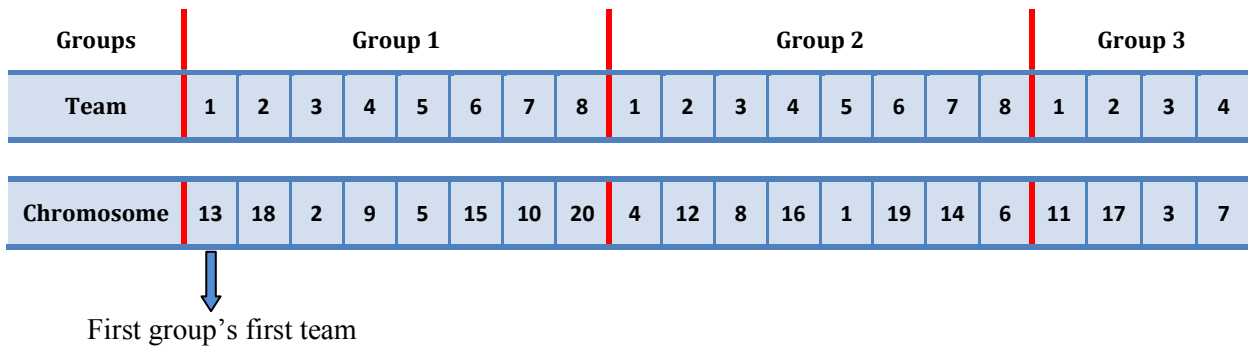 Groups Group 1 Group 2 Group 3
Team 1 2 3 4 5 6 7 8 1 2 3 4 5 6 7 8 1 2 3 4
Chromosome 13 18 2 9 5 15 10 20 4 12 8 16 1 19 14 6 11 17 3 7
First group’s first team